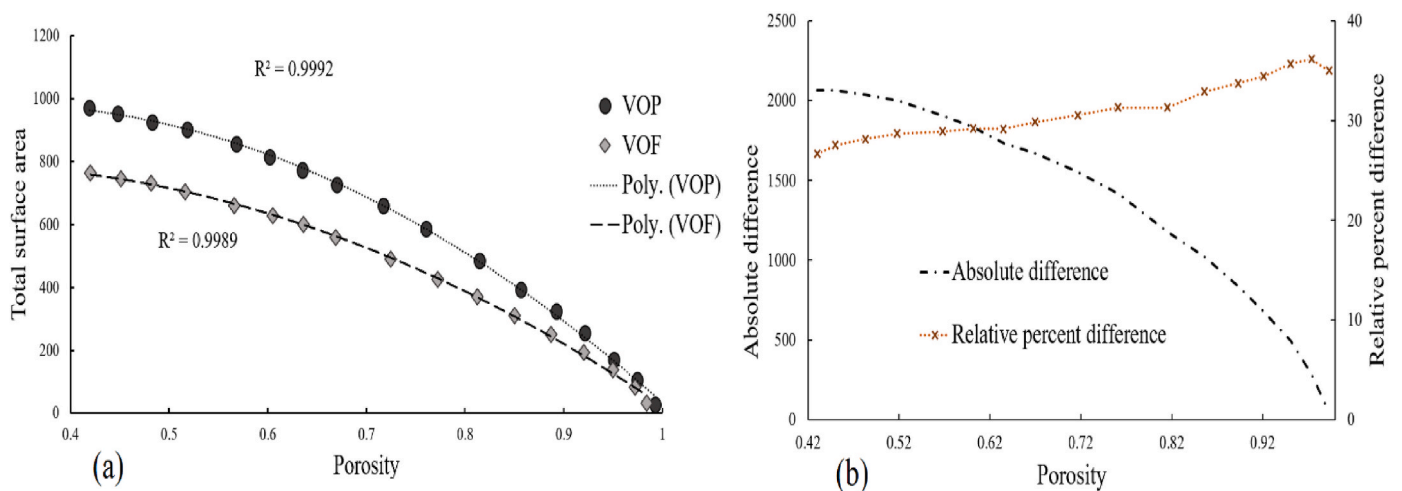 1200
1000
800
600
400
200
0
Total surface area
R² = 0.9992
R² = 0.9989
VOP
VOF
Poly. (VOP)
Poly. (VOF)
0.4 0.5 0.6 0.7 0.8 0.9 1
Porosity
(a)
2500
2000
1500
1000
500
0
Absolute difference
Absolute difference
Relative percent difference
40
30
20
10
0
Relative percent difference
0.42 0.52 0.62 0.72 0.82 0.92
Porosity
(b)